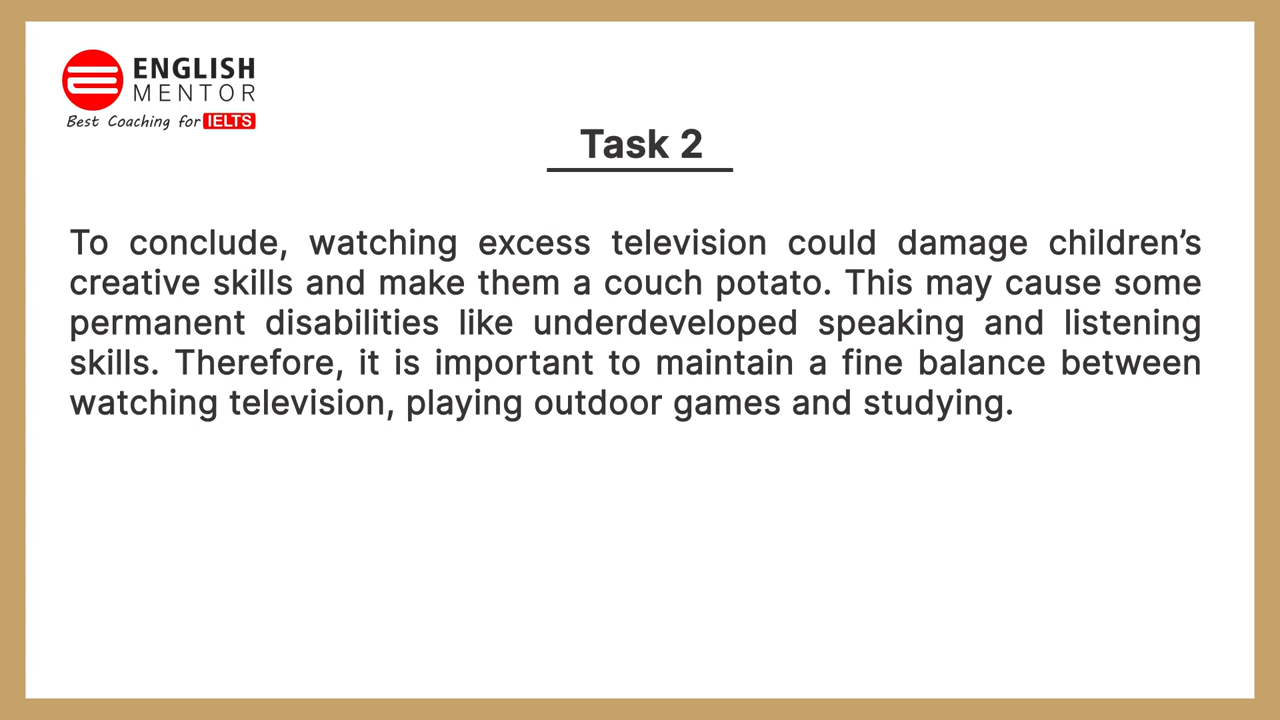 ENGLISH
MENTOR
Best Coaching for IELTS
Task 2
To conclude, watching excess television could damage children’s
creative skills and make them a couch potato. This may cause some
permanent disabilities like underdeveloped speaking and listening
skills. Therefore, it is important to maintain a fine balance between
watching television, playing outdoor games and studying.